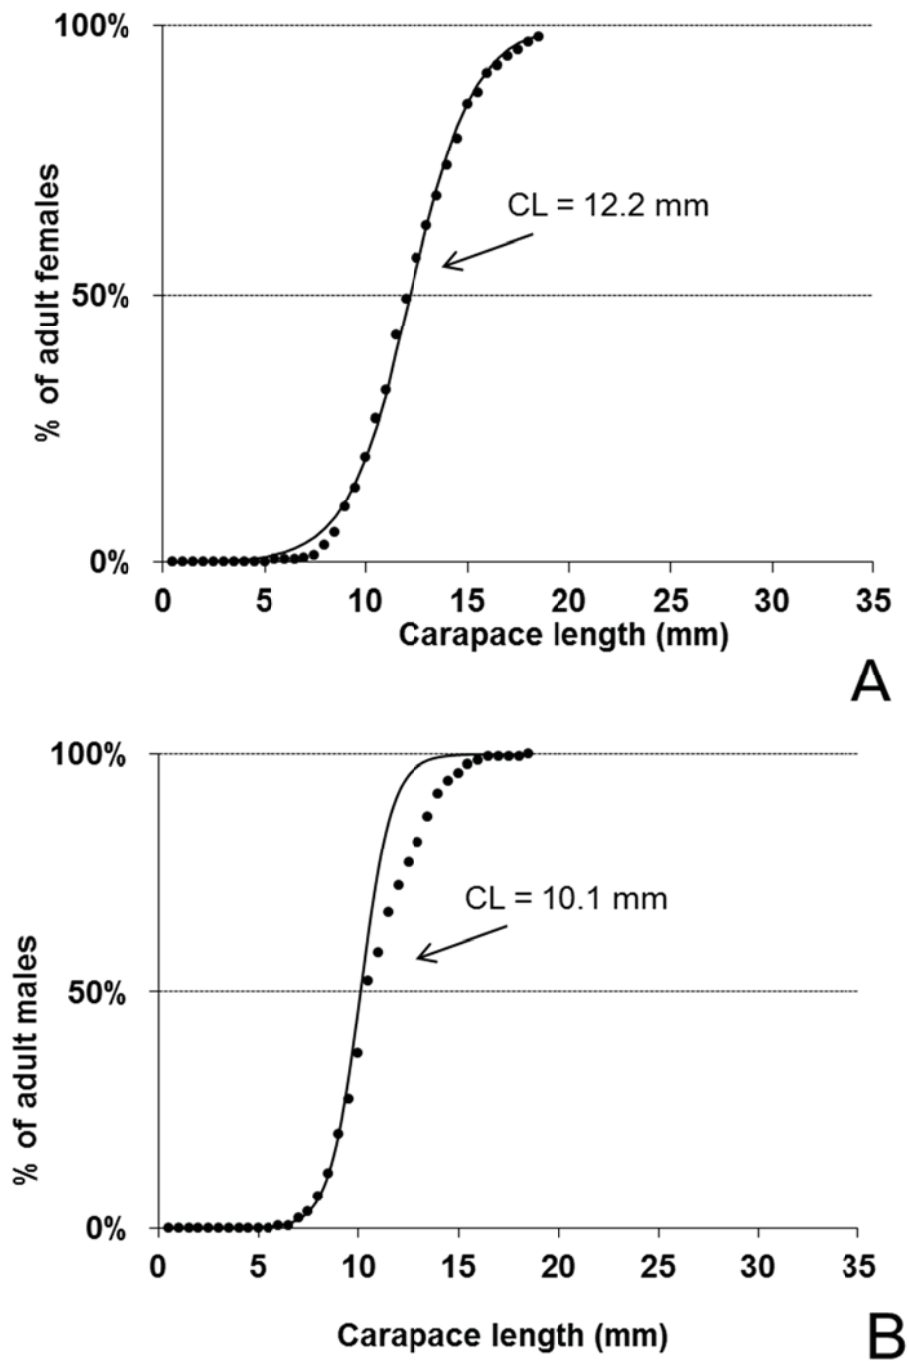 100%
% of adult females
CL = 12.2 mm
50%
0%
0 5 10 15 20 25 30 35
Carapace length (mm)
A
100%
CL = 10.1 mm
% of adult males
50%
0%
0 5 10 15 20 25 30 35
Carapace length (mm)
B